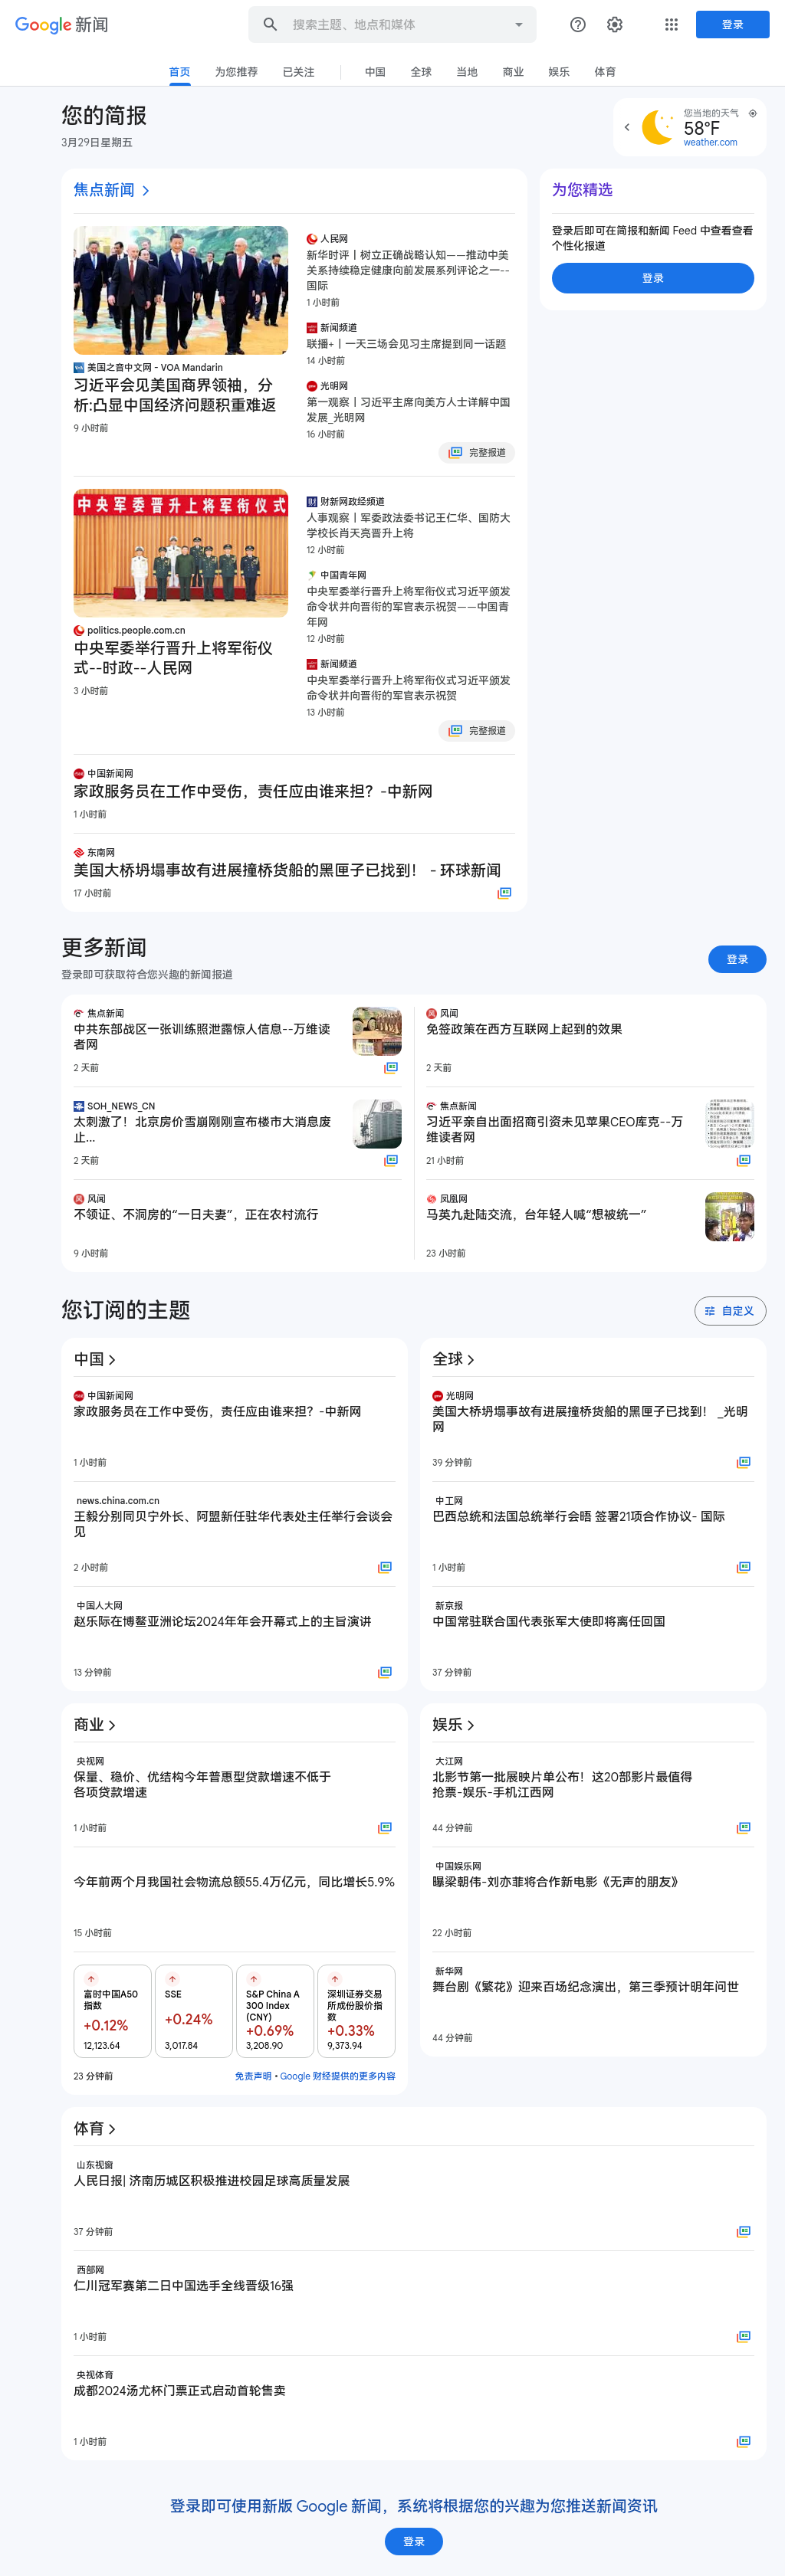 Google 新闻
搜索主题、地点和媒体
登录
首页
为您推荐
已关注
中国
全球
当地
商业
娱乐
体育
您的简报
3月29日星期五
您当地的天气
58°F
weather.com
焦点新闻
美国之音中文网 - VOA Mandarin
习近平会见美国商界领袖，分
析:凸显中国经济问题积重难返
9 小时前
人民网
新华时评丨树立正确战略认知——推动中美
关系持续稳定健康向前发展系列评论之一--
国际
1 小时前
新闻频道
联播+丨一天三场会见习主席提到同一话题
14 小时前
光明网
第一观察丨习近平主席向美方人士详解中国
发展_光明网
16 小时前
完整报道
中央军委举行晋升上将军衔仪式
politics.people.com.cn
中央军委举行晋升上将军衔仪
式--时政--人民网
3 小时前
财新网政经频道
人事观察丨军委政法委书记王仁华、国防大
学校长肖天亮晋升上将
12 小时前
中国青年网
中央军委举行晋升上将军衔仪式习近平颁发
命令状并向晋衔的军官表示祝贺——中国青
年网
12 小时前
新闻频道
中央军委举行晋升上将军衔仪式习近平颁发
命令状并向晋衔的军官表示祝贺
13 小时前
完整报道
中国新闻网
家政服务员在工作中受伤，责任应由谁来担？-中新网
1 小时前
东南网
美国大桥坍塌事故有进展撞桥货船的黑匣子已找到！ - 环球新闻
17 小时前
为您精选
登录后即可在简报和新闻 Feed 中查看查看
个性化报道
登录
更多新闻
登录即可获取符合您兴趣的新闻报道
登录
焦点新闻
中共东部战区一张训练照泄露惊人信息--万维读
者网
2 天前
风闻
免签政策在西方互联网上起到的效果
2 天前
SOH_NEWS_CN
太刺激了！北京房价雪崩刚刚宣布楼市大消息废
止...
2 天前
焦点新闻
习近平亲自出面招商引资未见苹果CEO库克--万
维读者网
21 小时前
风闻
不领证、不洞房的“一日夫妻”，正在农村流行
9 小时前
凤凰网
马英九赴陆交流，台年轻人喊“想被统一”
23 小时前
您订阅的主题
自定义
中国
中国新闻网
家政服务员在工作中受伤，责任应由谁来担？-中新网
1 小时前
news.china.com.cn
王毅分别同贝宁外长、阿盟新任驻华代表处主任举行会谈会
见
2 小时前
中国人大网
赵乐际在博鳌亚洲论坛2024年年会开幕式上的主旨演讲
13 分钟前
全球
光明网
美国大桥坍塌事故有进展撞桥货船的黑匣子已找到！ _光明
网
39 分钟前
中工网
巴西总统和法国总统举行会晤 签署21项合作协议- 国际
1 小时前
新京报
中国常驻联合国代表张军大使即将离任回国
37 分钟前
商业
央视网
保量、稳价、优结构今年普惠型贷款增速不低于
各项贷款增速
1 小时前
今年前两个月我国社会物流总额55.4万亿元，同比增长5.9%
15 小时前
富时中国A50
指数
+0.12%
12,123.64
SSE
+0.24%
3,017.84
S&P China A
300 Index
(CNY)
+0.69%
3,208.90
深圳证券交易
所成份股价指
数
+0.33%
9,373.94
23 分钟前
免责声明 • Google 财经提供的更多内容
娱乐
大江网
北影节第一批展映片单公布！这20部影片最值得
抢票-娱乐-手机江西网
44 分钟前
中国娱乐网
曝梁朝伟-刘亦菲将合作新电影《无声的朋友》
22 小时前
新华网
舞台剧《繁花》迎来百场纪念演出，第三季预计明年问世
44 分钟前
体育
山东视窗
人民日报| 济南历城区积极推进校园足球高质量发展
37 分钟前
西部网
仁川冠军赛第二日中国选手全线晋级16强
1 小时前
央视体育
成都2024汤尤杯门票正式启动首轮售卖
1 小时前
登录即可使用新版 Google 新闻，系统将根据您的兴趣为您推送新闻资讯
登录